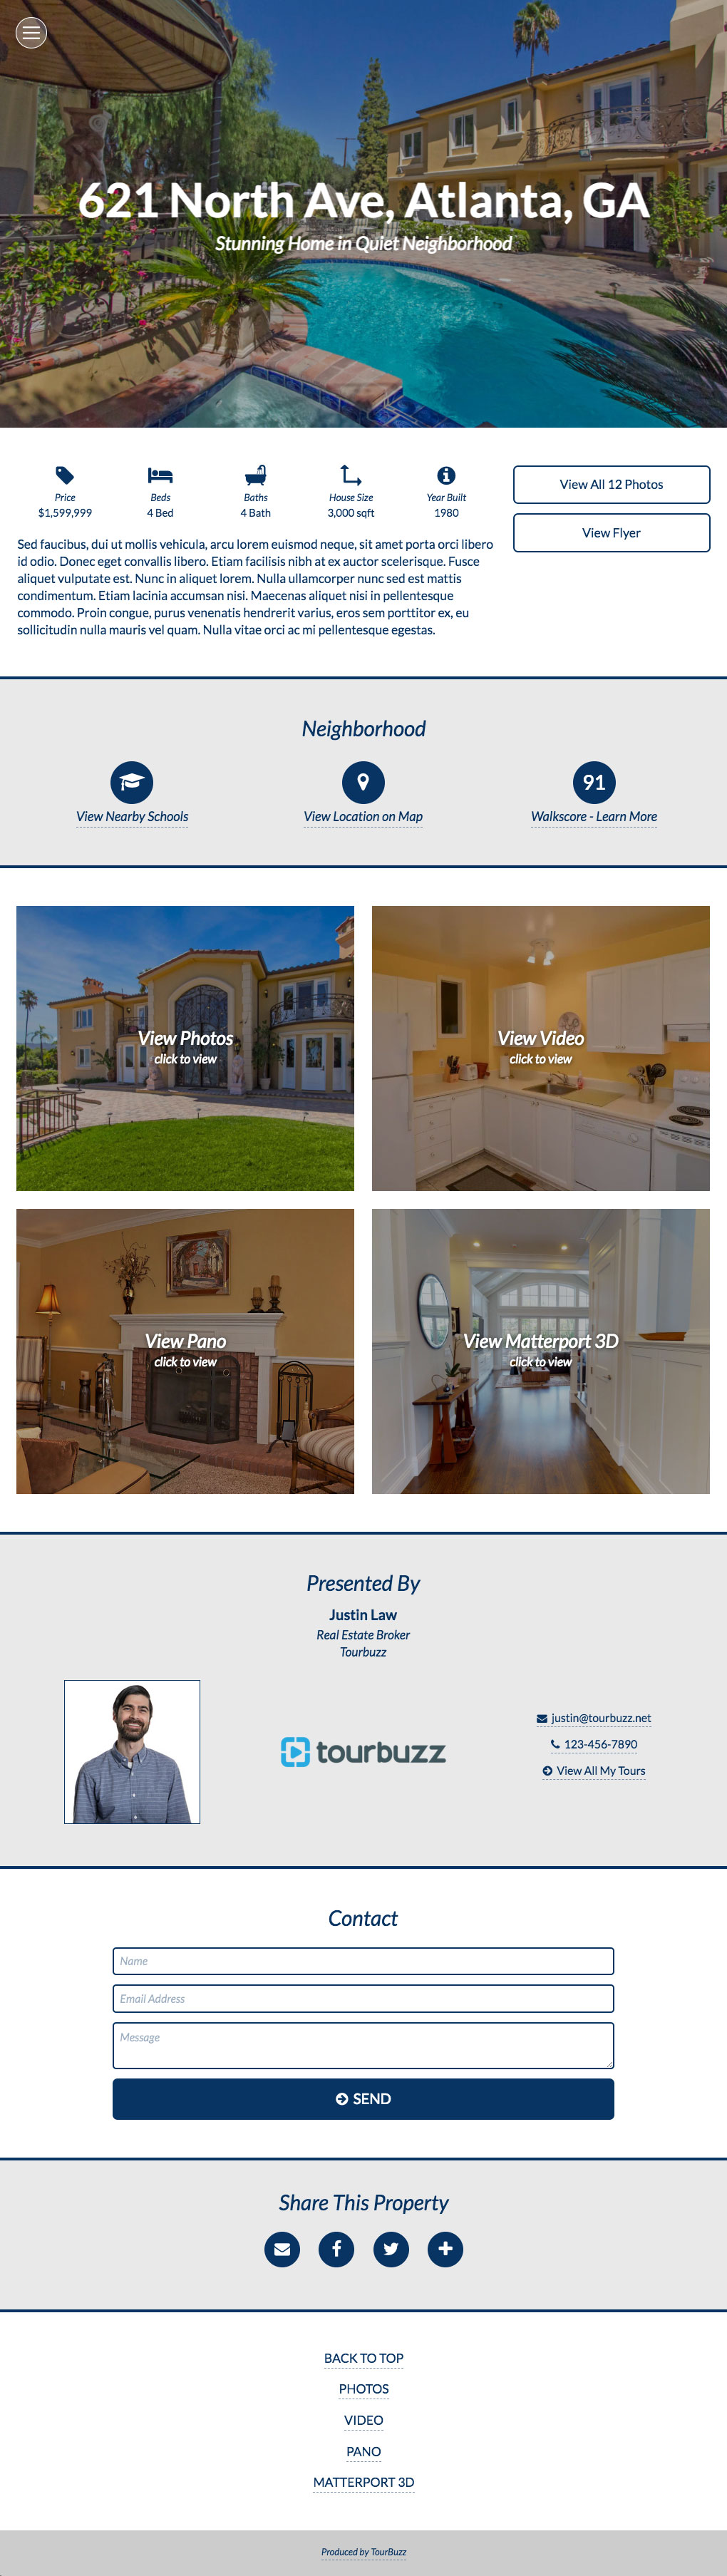 621 North Ave, Atlanta, GA
Stunning Home in Quiet Neighborhood
Price
$1,599,999
Beds
4 Bed
Baths
4 Bath
House Size
3,000 sqft
Year Built
1980
View All 12 Photos
View Flyer
Sed faucibus, dui ut mollis vehicula, arcu lorem euismod neque, sit amet porta orci libero
id odio. Donec eget convallis libero. Etiam facilisis nibh at ex auctor scelerisque. Fusce
aliquet vulputate est. Nunc in aliquet lorem. Nulla ullamcorper nunc sed est mattis
condimentum. Etiam lacinia accumsan nisi. Maecenas aliquet nisi in pellentesque
commodo. Proin congue, purus venenatis hendrerit varius, eros sem porttitor ex, eu
sollicitudin nulla mauris vel quam. Nulla vitae orci ac mi pellentesque egestas.
Neighborhood
View Nearby Schools
View Location on Map
91
Walkscore - Learn More
View Photos
click to view
View Video
click to view
View Pano
click to view
View Matterport 3D
click to view
Presented By
Justin Law
Real Estate Broker
Tourbuzz
tourbuzz
justin@tourbuzz.net
123-456-7890
View All My Tours
Contact
Name
Email Address
Message
SEND
Share This Property
BACK TO TOP
PHOTOS
VIDEO
PANO
MATTERPORT 3D
Produced by TourBuzz